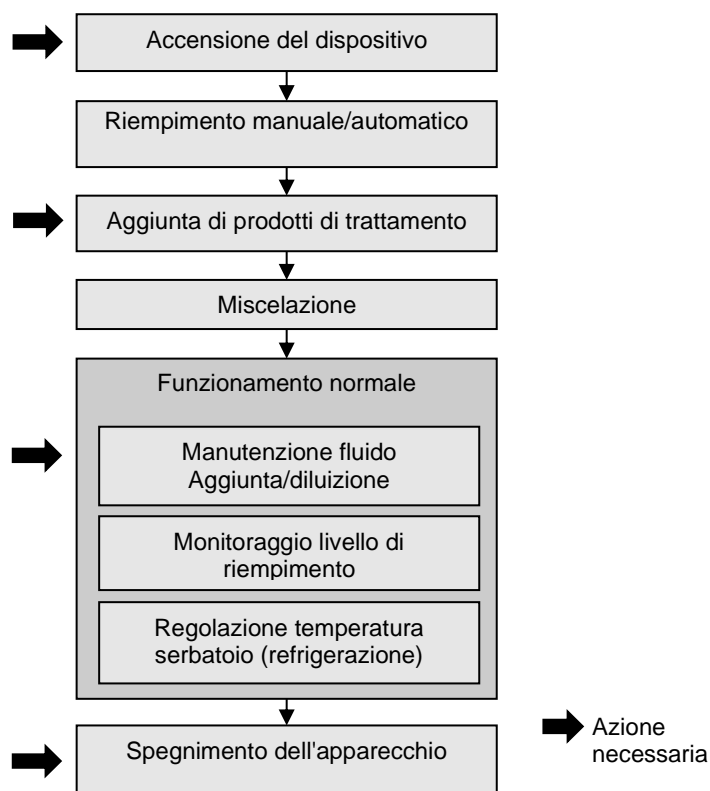 Accensione del dispositivo
Riempimento manuale/automatico
Aggiunta di prodotti di trattamento
Miscelazione
Funzionamento normale
Manutenzione fluido
Aggiunta/diluizione
Monitoraggio livello di
riempimento
Regolazione temperatura
serbatoio (refrigerazione)
Spegnimento dell'apparecchio
Azione
necessaria